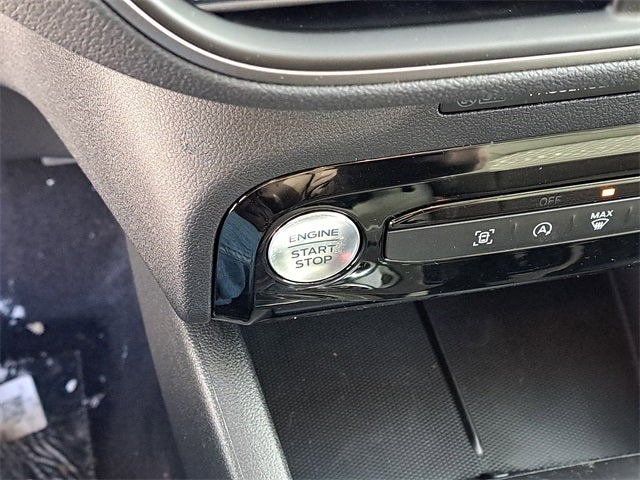 ENGINE
START
STOP
OFF
A
MAX